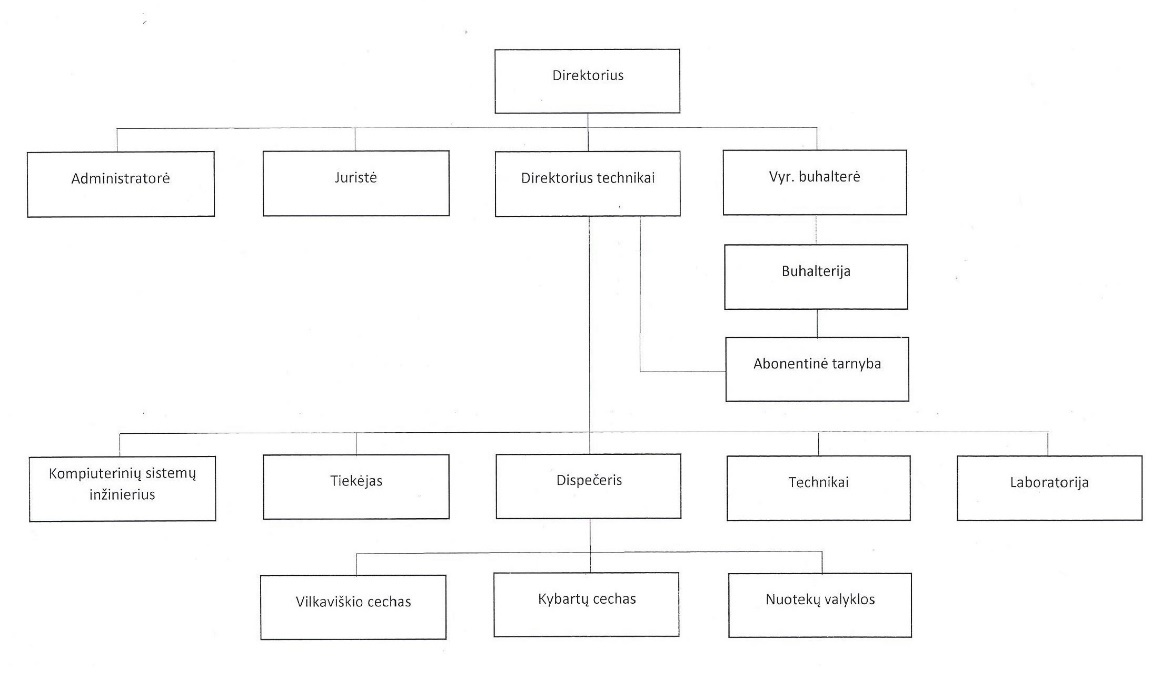 Direktorius
Administratorė
Juristė
Direktorius technikai
Vyr. buhalterė
Buhalterija
Abonentinė tarnyba
Kompiuterinių sistemų
inžinierius
Tiekėjas
Dispečeris
Technikai
Laboratorija
Vilkaviškio cechas
Kybartų cechas
Nuotekų valyklos